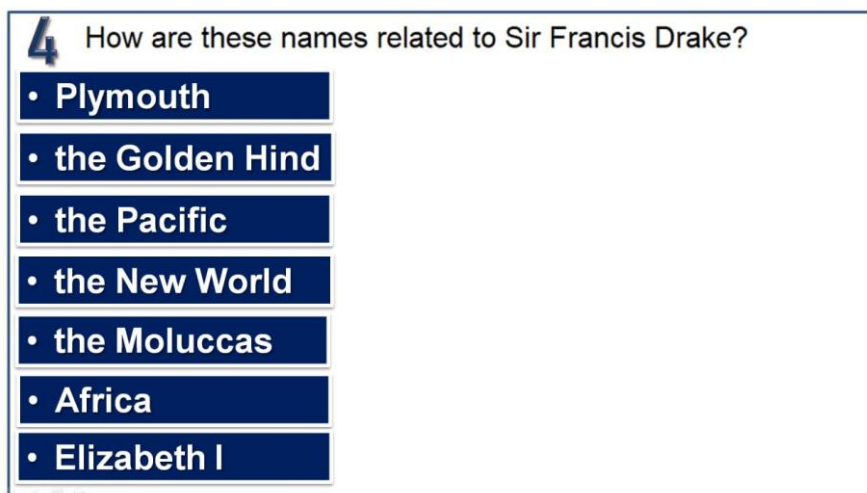 4 How are these names related to Sir Francis Drake?
• Plymouth
• the Golden Hind
• the Pacific
• the New World
• the Moluccas
• Africa
• Elizabeth I